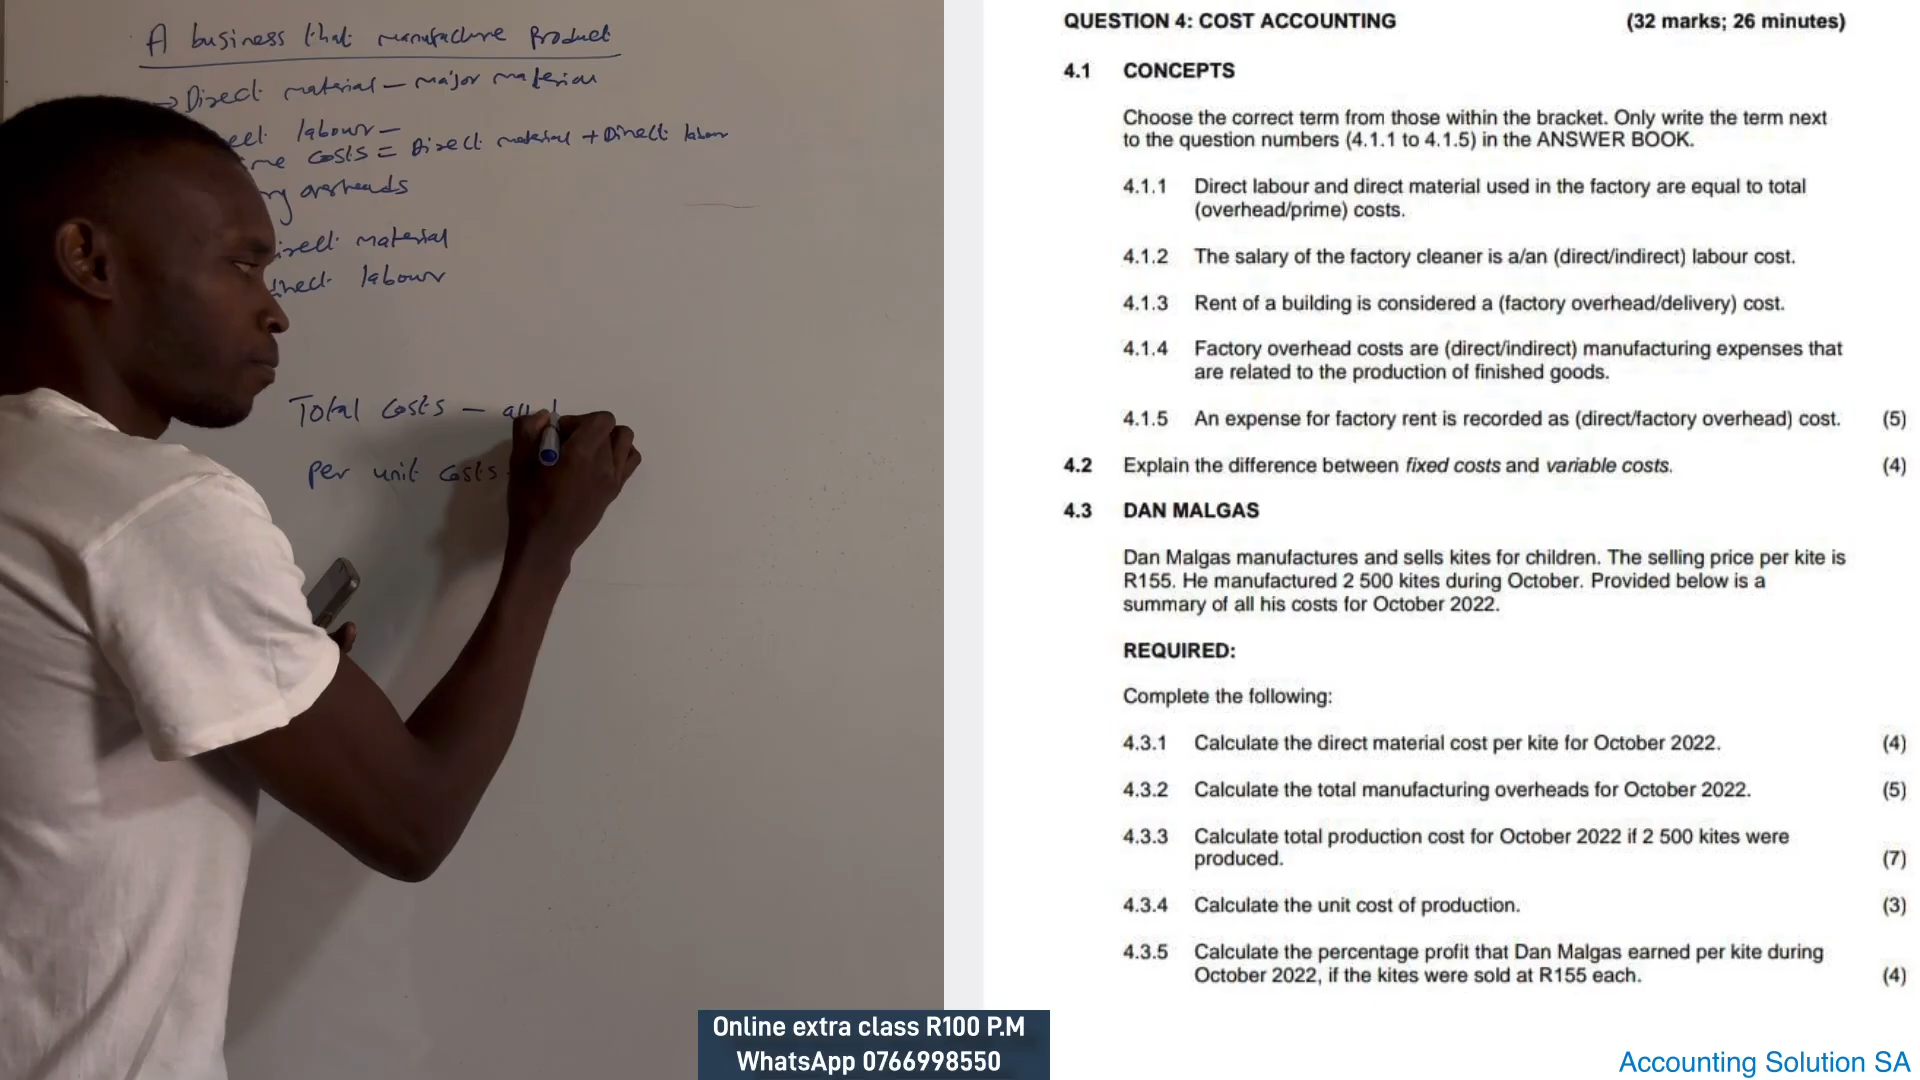 A business that manufacture product
→ Direct material – major material
labour –
costs = Direct material + Direct labour
overheads
material
labour
Total costs – all
per unit costs
QUESTION 4: COST ACCOUNTING (32 marks; 26 minutes)
4.1 CONCEPTS
Choose the correct term from those within the bracket. Only write the term next
to the question numbers (4.1.1 to 4.1.5) in the ANSWER BOOK.
4.1.1 Direct labour and direct material used in the factory are equal to total
(overhead/prime) costs.
4.1.2 The salary of the factory cleaner is a/an (direct/indirect) labour cost.
4.1.3 Rent of a building is considered a (factory overhead/delivery) cost.
4.1.4 Factory overhead costs are (direct/indirect) manufacturing expenses that
are related to the production of finished goods.
4.1.5 An expense for factory rent is recorded as (direct/factory overhead) cost. (5)
4.2 Explain the difference between fixed costs and variable costs. (4)
4.3 DAN MALGAS
Dan Malgas manufactures and sells kites for children. The selling price per kite is
R155. He manufactured 2 500 kites during October. Provided below is a
summary of all his costs for October 2022.
REQUIRED:
Complete the following:
4.3.1 Calculate the direct material cost per kite for October 2022. (4)
4.3.2 Calculate the total manufacturing overheads for October 2022. (5)
4.3.3 Calculate total production cost for October 2022 if 2 500 kites were
produced. (7)
4.3.4 Calculate the unit cost of production. (3)
4.3.5 Calculate the percentage profit that Dan Malgas earned per kite during
October 2022, if the kites were sold at R155 each. (4)
Online extra class R100 P.M
WhatsApp 0766998550
Accounting Solution SA